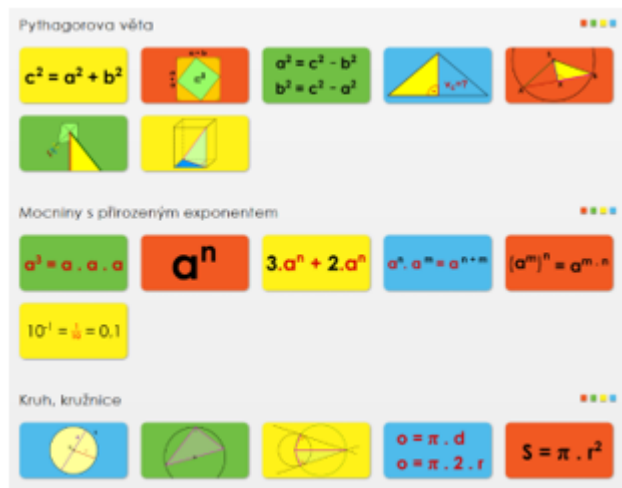 Pythagorova věta
c² = a² + b²
c²
a² = c² - b²
b² = c² - a²
Mocniny s přirozeným exponentem
a³ = a . a . a
aⁿ
3.aⁿ + 2.aⁿ
aⁿ. aᵐ = aⁿ⁺ᵐ
(aᵐ)ⁿ = aᵐ·ⁿ
10⁻¹ = 1/10 = 0,1
Kruh, kružnice
o = π . d
o = π . 2 . r
S = π . r²